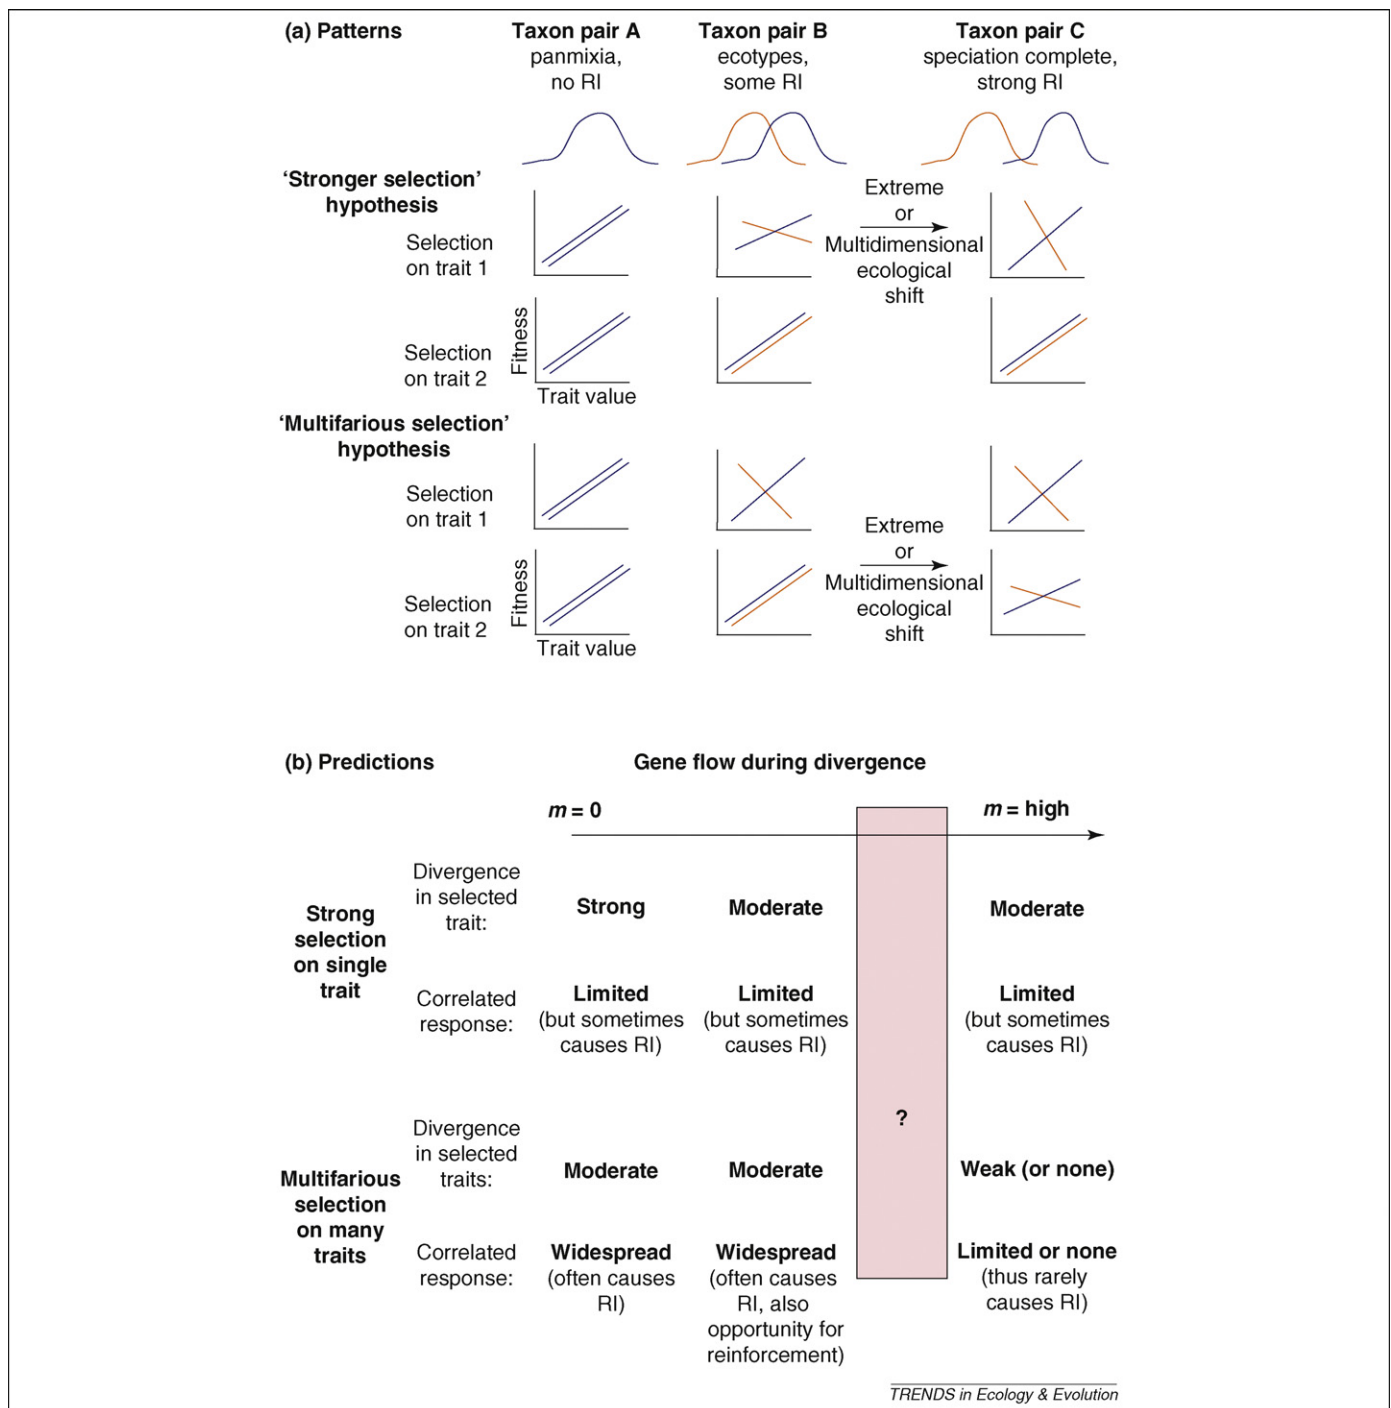 (a) Patterns
Taxon pair A
panmixia,
no RI
Taxon pair B
ecotypes,
some RI
Taxon pair C
speciation complete,
strong RI
‘Stronger selection’
hypothesis
Selection
on trait 1
Extreme
or
Multidimensional
ecological
shift
Selection
on trait 2
Fitness
Trait value
‘Multifarious selection’
hypothesis
Selection
on trait 1
Extreme
or
Multidimensional
ecological
shift
Selection
on trait 2
Fitness
Trait value
(b) Predictions
Gene flow during divergence
m = 0
m = high
Strong
selection
on single
trait
Divergence
in selected
trait:
Strong
Moderate
Moderate
Correlated
response:
Limited
(but sometimes
causes RI)
Limited
(but sometimes
causes RI)
Limited
(but sometimes
causes RI)
?
Multifarious
selection
on many
traits
Divergence
in selected
traits:
Moderate
Moderate
Weak (or none)
Correlated
response:
Widespread
(often causes
RI)
Widespread
(often causes
RI, also
opportunity for
reinforcement)
Limited or none
(thus rarely
causes RI)
TRENDS in Ecology & Evolution